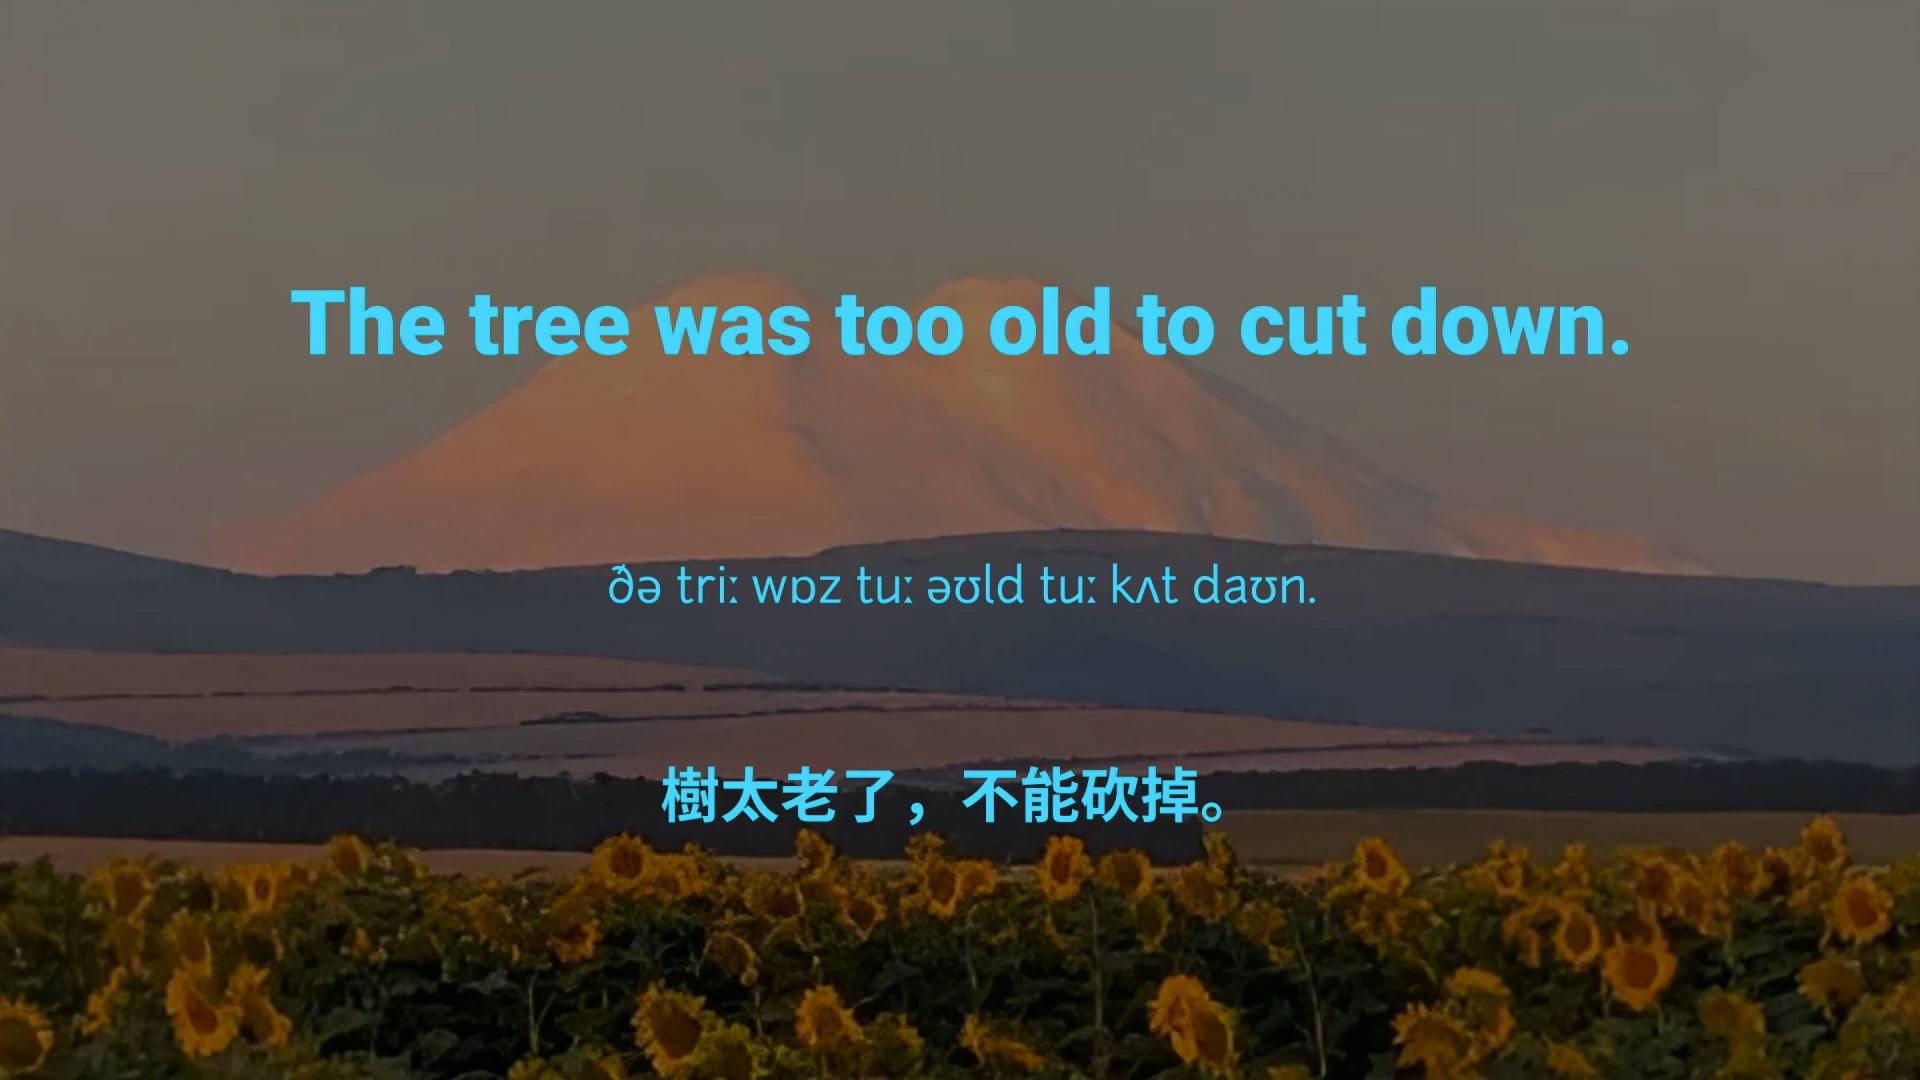 The tree was too old to cut down.
ðə triː wɒz tuː əʊld tuː kʌt daʊn.
樹太老了，不能砍掉。